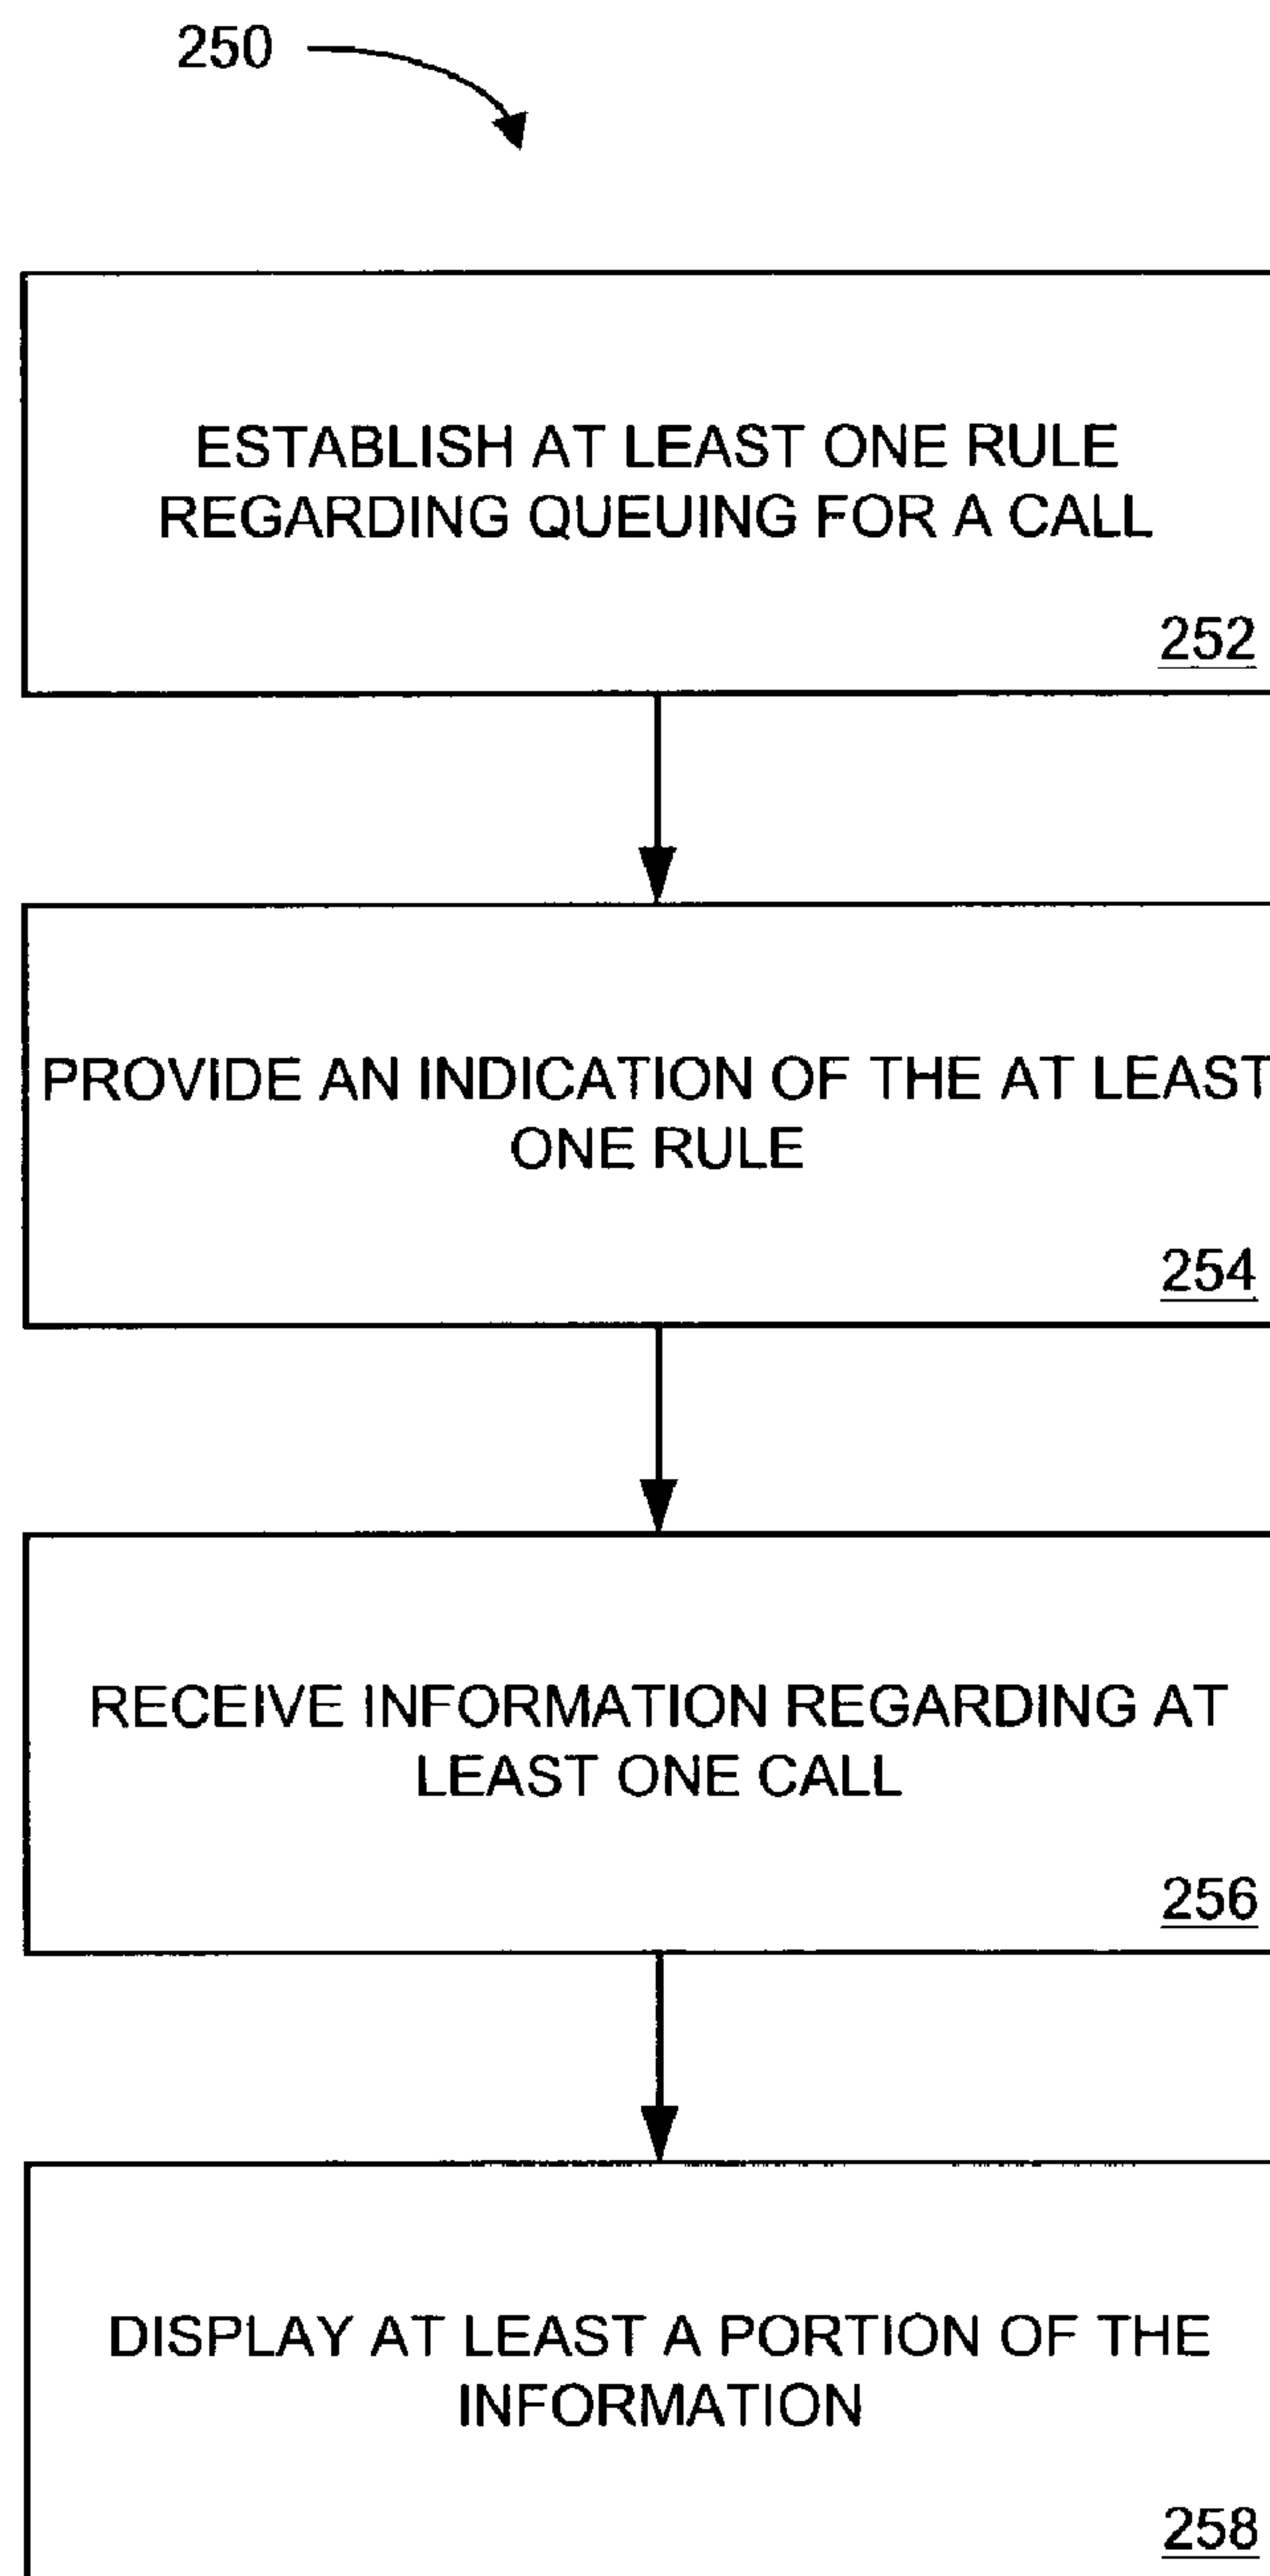 250
ESTABLISH AT LEAST ONE RULE
REGARDING QUEUING FOR A CALL
252
PROVIDE AN INDICATION OF THE AT LEAST
ONE RULE
254
RECEIVE INFORMATION REGARDING AT
LEAST ONE CALL
256
DISPLAY AT LEAST A PORTION OF THE
INFORMATION
258